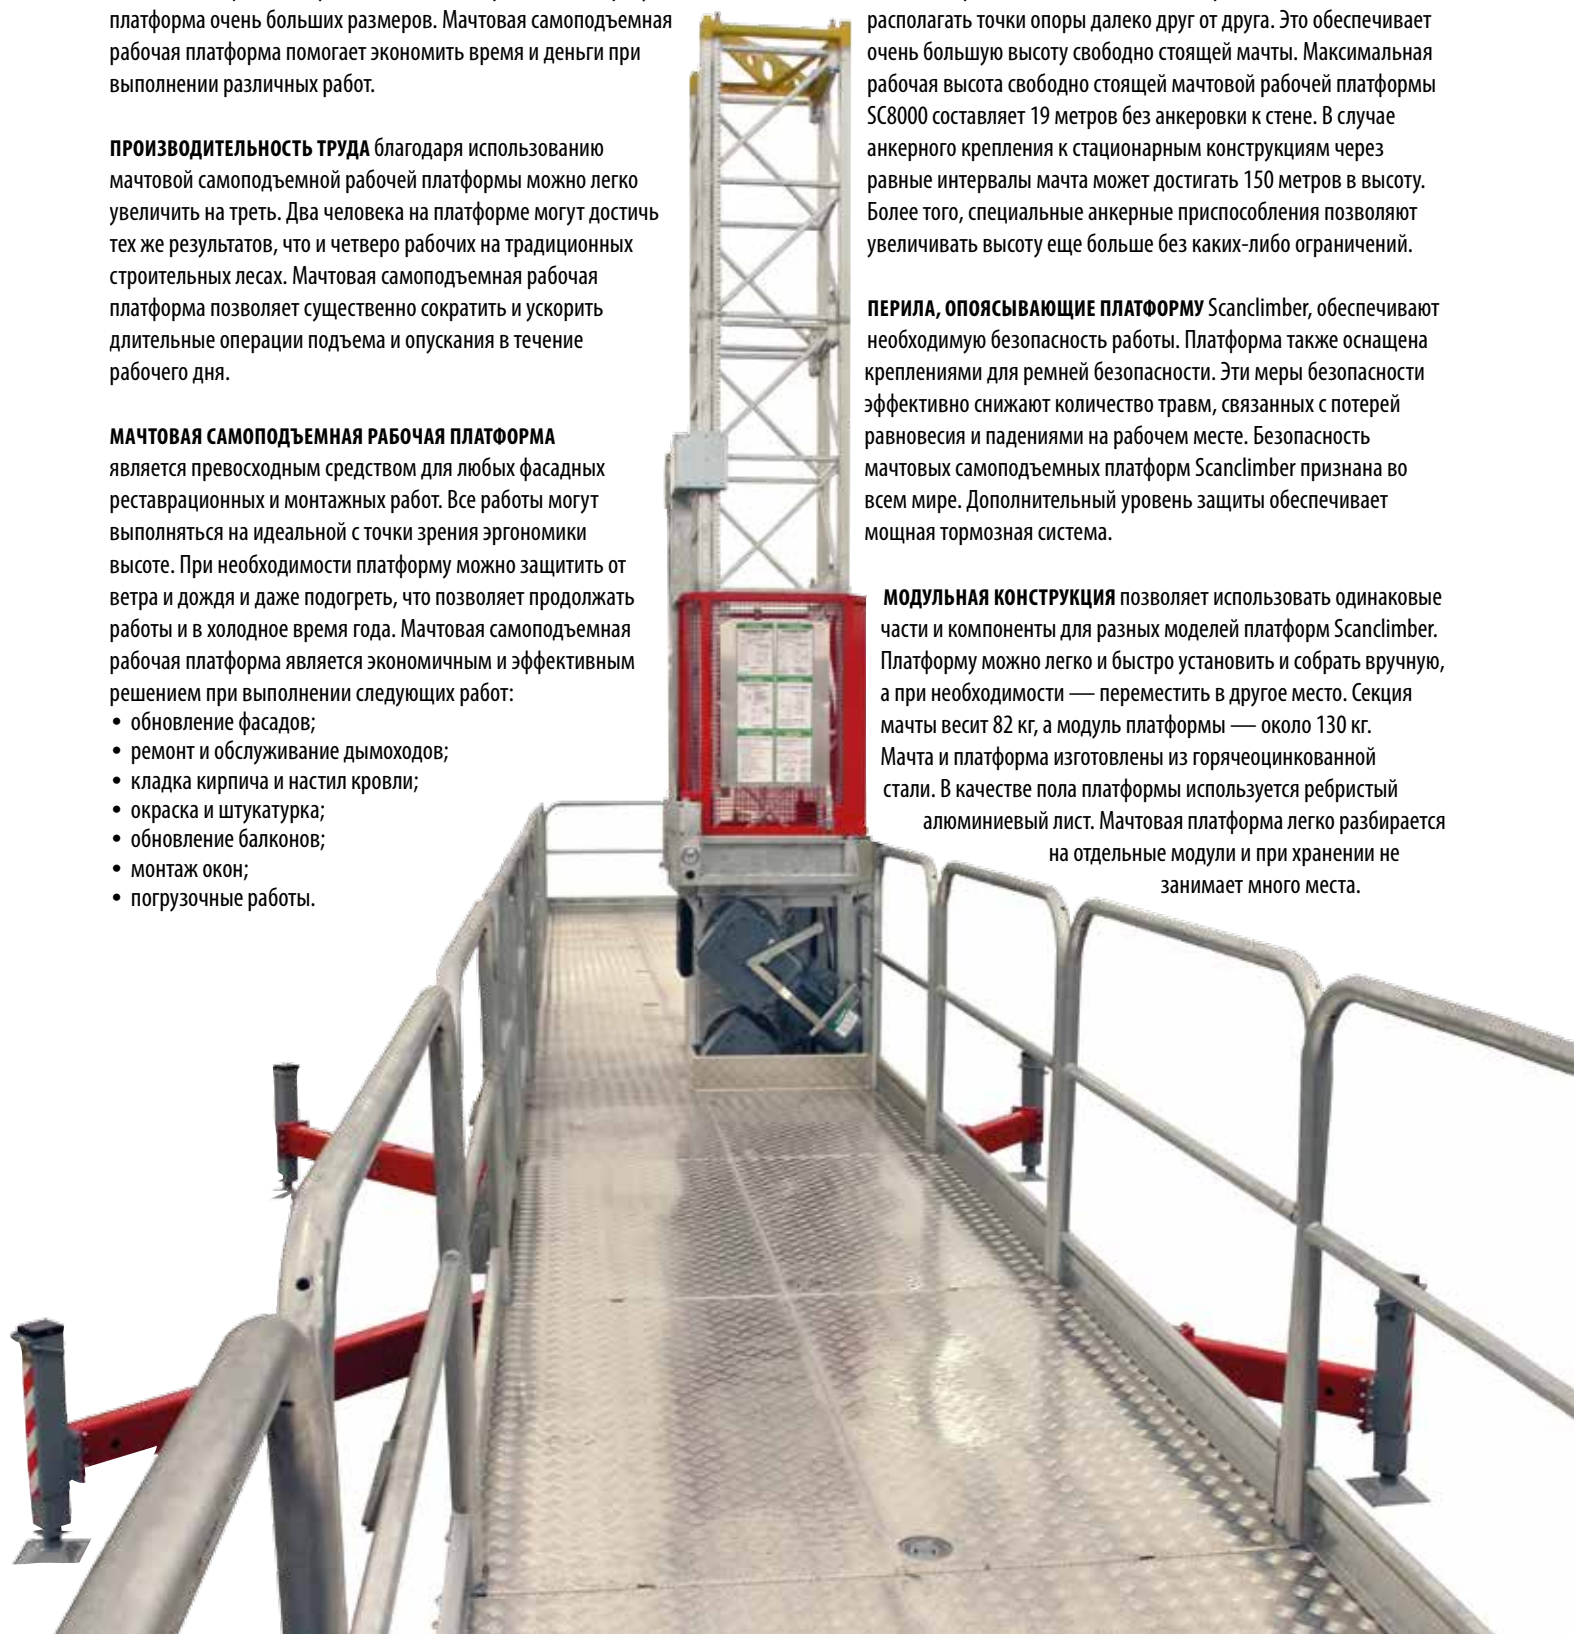 платформа очень больших размеров. Мачтовая самоподъемная
рабочая платформа помогает экономить время и деньги при
выполнении различных работ.
ПРОИЗВОДИТЕЛЬНОСТЬ ТРУДА благодаря использованию
мачтовой самоподъемной рабочей платформы можно легко
увеличить на треть. Два человека на платформе могут достичь
тех же результатов, что и четверо рабочих на традиционных
строительных лесах. Мачтовая самоподъемная рабочая
платформа позволяет существенно сократить и ускорить
длительные операции подъема и опускания в течение
рабочего дня.
МАЧТОВАЯ САМОПОДЪЕМНАЯ РАБОЧАЯ ПЛАТФОРМА
является превосходным средством для любых фасадных
реставрационных и монтажных работ. Все работы могут
выполняться на идеальной с точки зрения эргономики
высоте. При необходимости платформу можно защитить от
ветра и дождя и даже подогреть, что позволяет продолжать
работы и в холодное время года. Мачтовая самоподъемная
рабочая платформа является экономичным и эффективным
решением при выполнении следующих работ:
• обновление фасадов;
• ремонт и обслуживание дымоходов;
• кладка кирпича и настил кровли;
• окраска и штукатурка;
• обновление балконов;
• монтаж окон;
• погрузочные работы.
располагать точки опоры далеко друг от друга. Это обеспечивает
очень большую высоту свободно стоящей мачты. Максимальная
рабочая высота свободно стоящей мачтовой рабочей платформы
SC8000 составляет 19 метров без анкеровки к стене. В случае
анкерного крепления к стационарным конструкциям через
равные интервалы мачта может достигать 150 метров в высоту.
Более того, специальные анкерные приспособления позволяют
увеличивать высоту еще больше без каких-либо ограничений.
ПЕРИЛА, ОПОЯСЫВАЮЩИЕ ПЛАТФОРМУ Scanclimber, обеспечивают
необходимую безопасность работы. Платформа также оснащена
креплениями для ремней безопасности. Эти меры безопасности
эффективно снижают количество травм, связанных с потерей
равновесия и падениями на рабочем месте. Безопасность
мачтовых самоподъемных платформ Scanclimber признана во
всем мире. Дополнительный уровень защиты обеспечивает
мощная тормозная система.
МОДУЛЬНАЯ КОНСТРУКЦИЯ позволяет использовать одинаковые
части и компоненты для разных моделей платформ Scanclimber.
Платформу можно легко и быстро установить и собрать вручную,
а при необходимости — переместить в другое место. Секция
мачты весит 82 кг, а модуль платформы — около 130 кг.
Мачта и платформа изготовлены из горячеоцинкованной
стали. В качестве пола платформы используется ребристый
алюминиевый лист. Мачтовая платформа легко разбирается
на отдельные модули и при хранении не
занимает много места.